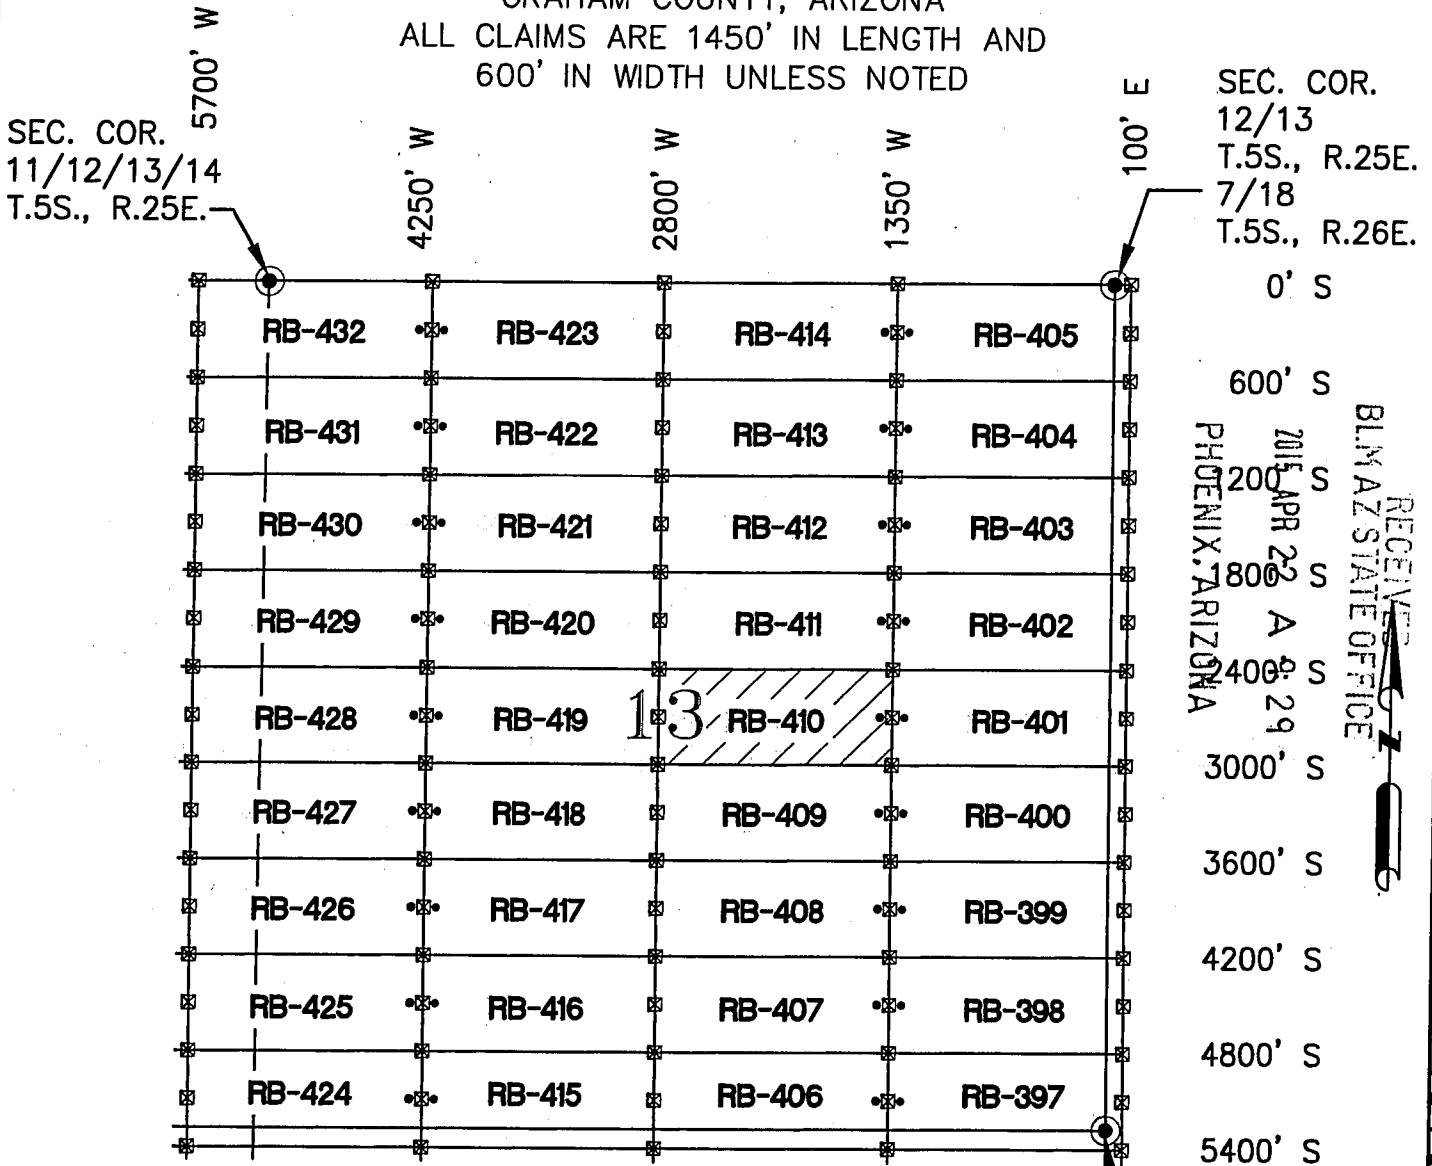 GRAHAM COUNTY, ARIZONA
ALL CLAIMS ARE 1450' IN LENGTH AND
600' IN WIDTH UNLESS NOTED
SEC. COR.
11/12/13/14
T.5S., R.25E.
5700' W
4250' W
2800' W
1350' W
100' E
SEC. COR.
12/13
T.5S., R.25E.
7/18
T.5S., R.26E.
0' S
RB-432 RB-423 RB-414 RB-405
600' S
RB-431 RB-422 RB-413 RB-404
1200' S
RB-430 RB-421 RB-412 RB-403
1800' S
RB-429 RB-420 RB-411 RB-402
2400' S
RB-428 RB-419 13 RB-410 RB-401
3000' S
RB-427 RB-418 RB-409 RB-400
3600' S
RB-426 RB-417 RB-408 RB-399
4200' S
RB-425 RB-416 RB-407 RB-398
4800' S
RB-424 RB-415 RB-406 RB-397
5400' S
RECEIVED
BLM AZ STATE OFFICE
APR 22 A 29
PHOENIX, ARIZONA